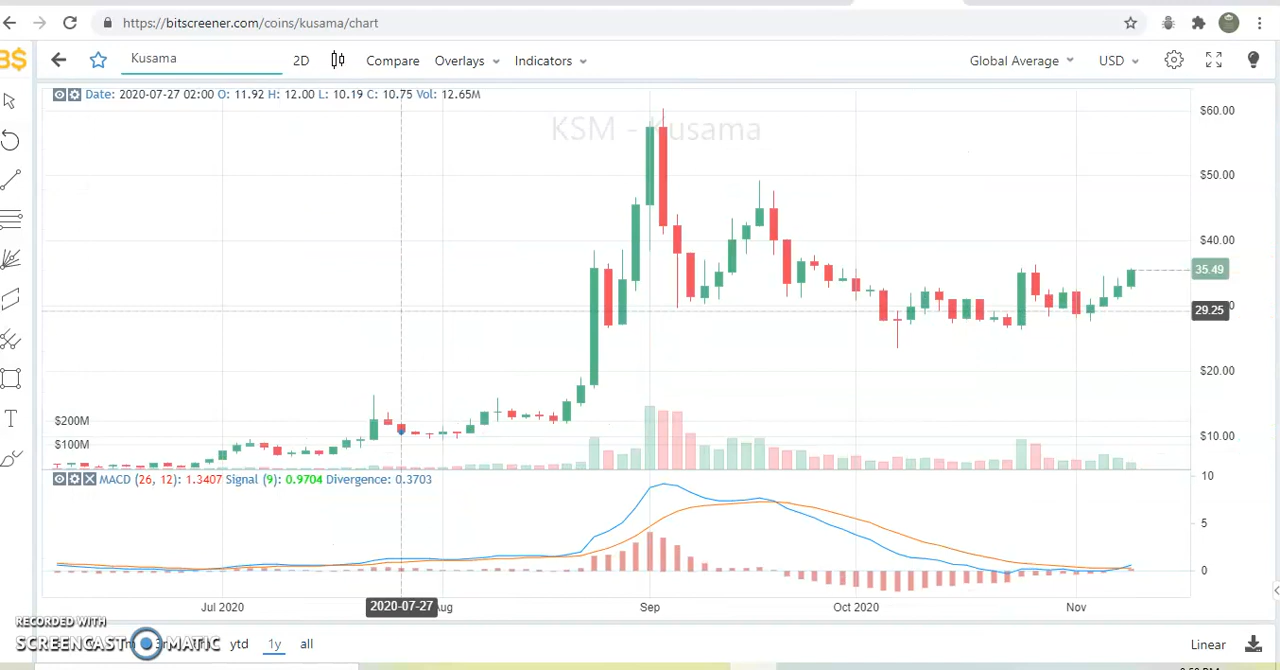 https://bitscreener.com/coins/kusama/chart
B$
Kusama
2D
Compare
Overlays
Indicators
Global Average
USD
Date: 2020-07-27 02:00 O: 11.92 H: 12.00 L: 10.19 C: 10.75 Vol: 12.65M
KSM - Kusama
$60.00
$50.00
$40.00
35.49
29.25
$20.00
$10.00
$200M
$100M
T
MACD (26, 12): 1.3407 Signal (9): 0.9704 Divergence: 0.3703
10
5
0
Jul 2020
2020-07-27
Aug
Sep
Oct 2020
Nov
RECORDED WITH
SCREENCAST-O-MATIC
ytd
1y
all
Linear